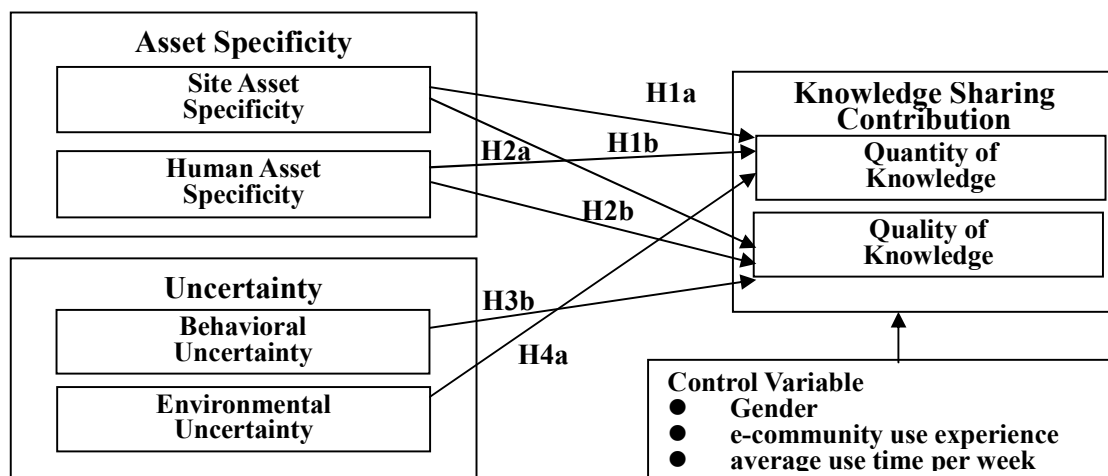 Asset Specificity
Site Asset
Specificity
Human Asset
Specificity
Uncertainty
Behavioral
Uncertainty
Environmental
Uncertainty
H1a
H1b
H2a
H2b
H3b
H4a
Knowledge Sharing
Contribution
Quantity of
Knowledge
Quality of
Knowledge
Control Variable
● Gender
● e-community use experience
● average use time per week